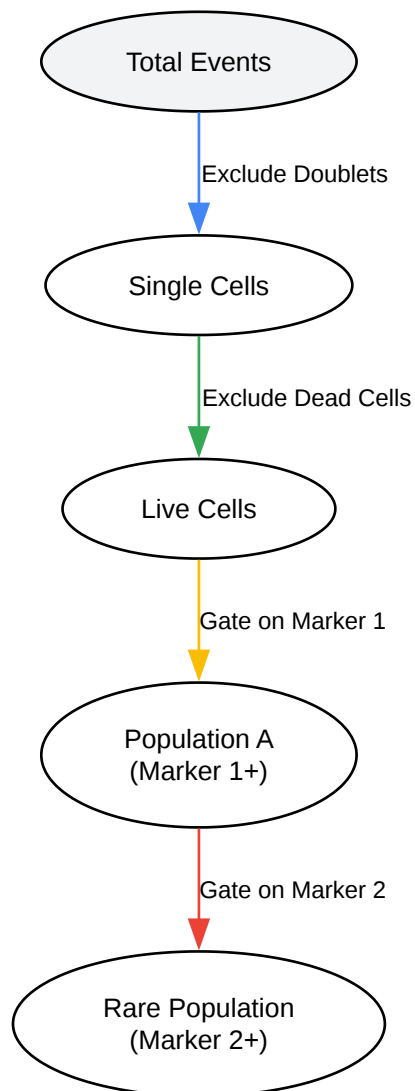 Total Events
Exclude Doublets
Single Cells
Exclude Dead Cells
Live Cells
Gate on Marker 1
Population A
(Marker 1+)
Gate on Marker 2
Rare Population
(Marker 2+)